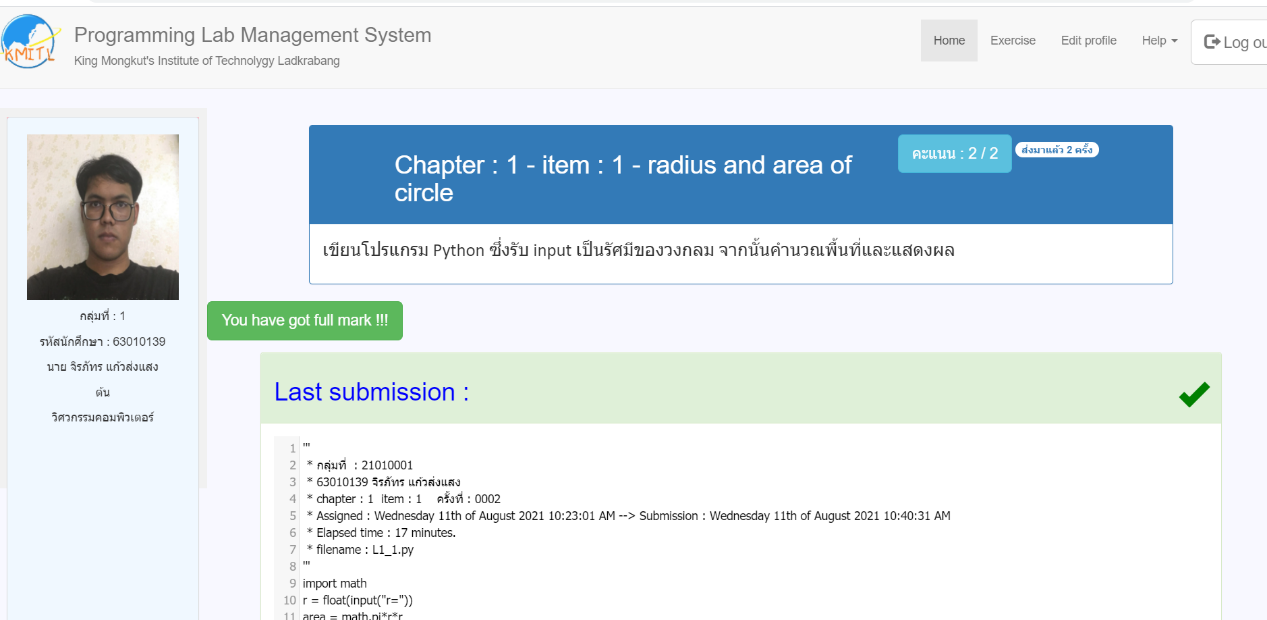 KMITL
Programming Lab Management System
King Mongkut's Institute of Technolygy Ladkrabang
Home
Exercise
Edit profile
Help
Log ou
กลุ่มที่ : 1
รหัสนักศึกษา : 63010139
นาย จิรภัทร แก้วส่งแสง
ต้น
วิศวกรรมคอมพิวเตอร์
Chapter : 1 - item : 1 - radius and area of
circle
คะแนน : 2 / 2
ส่งมาแล้ว 2 ครั้ง
เขียนโปรแกรม Python ซึ่งรับ input เป็นรัศมีของวงกลม จากนั้นคำนวณพื้นที่และแสดงผล
You have got full mark !!!
Last submission :
1 '''
2 * กลุ่มที่ : 21010001
3 * 63010139 จิรภัทร แก้วส่งแสง
4 * chapter : 1 item : 1 ครั้งที่ : 0002
5 * Assigned : Wednesday 11th of August 2021 10:23:01 AM --> Submission : Wednesday 11th of August 2021 10:40:31 AM
6 * Elapsed time : 17 minutes.
7 * filename : L1_1.py
8 '''
9 import math
10 r = float(input("r="))
11 area = math.pi*r*r